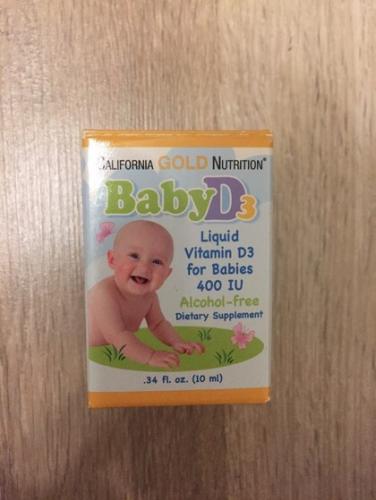 CALIFORNIA GOLD NUTRITION®
BabyD3
Liquid
Vitamin D3
for Babies
400 IU
Alcohol-free
Dietary Supplement
.34 fl. oz. (10 ml)